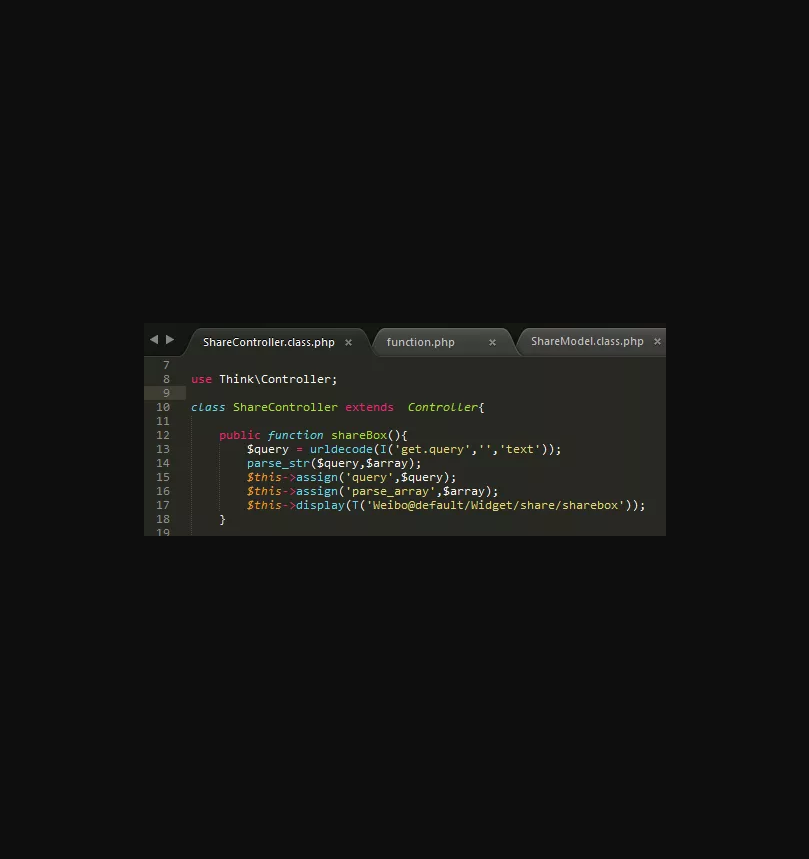 ShareController.class.php × function.php × ShareModel.class.php ×
7
8 use Think\Controller;
9
10 class ShareController extends  Controller{
11
12     public function shareBox(){
13         $query = urldecode(I('get.query','','text'));
14         parse_str($query,$array);
15         $this->assign('query',$query);
16         $this->assign('parse_array',$array);
17         $this->display(T('Weibo@default/Widget/share/sharebox'));
18     }
19